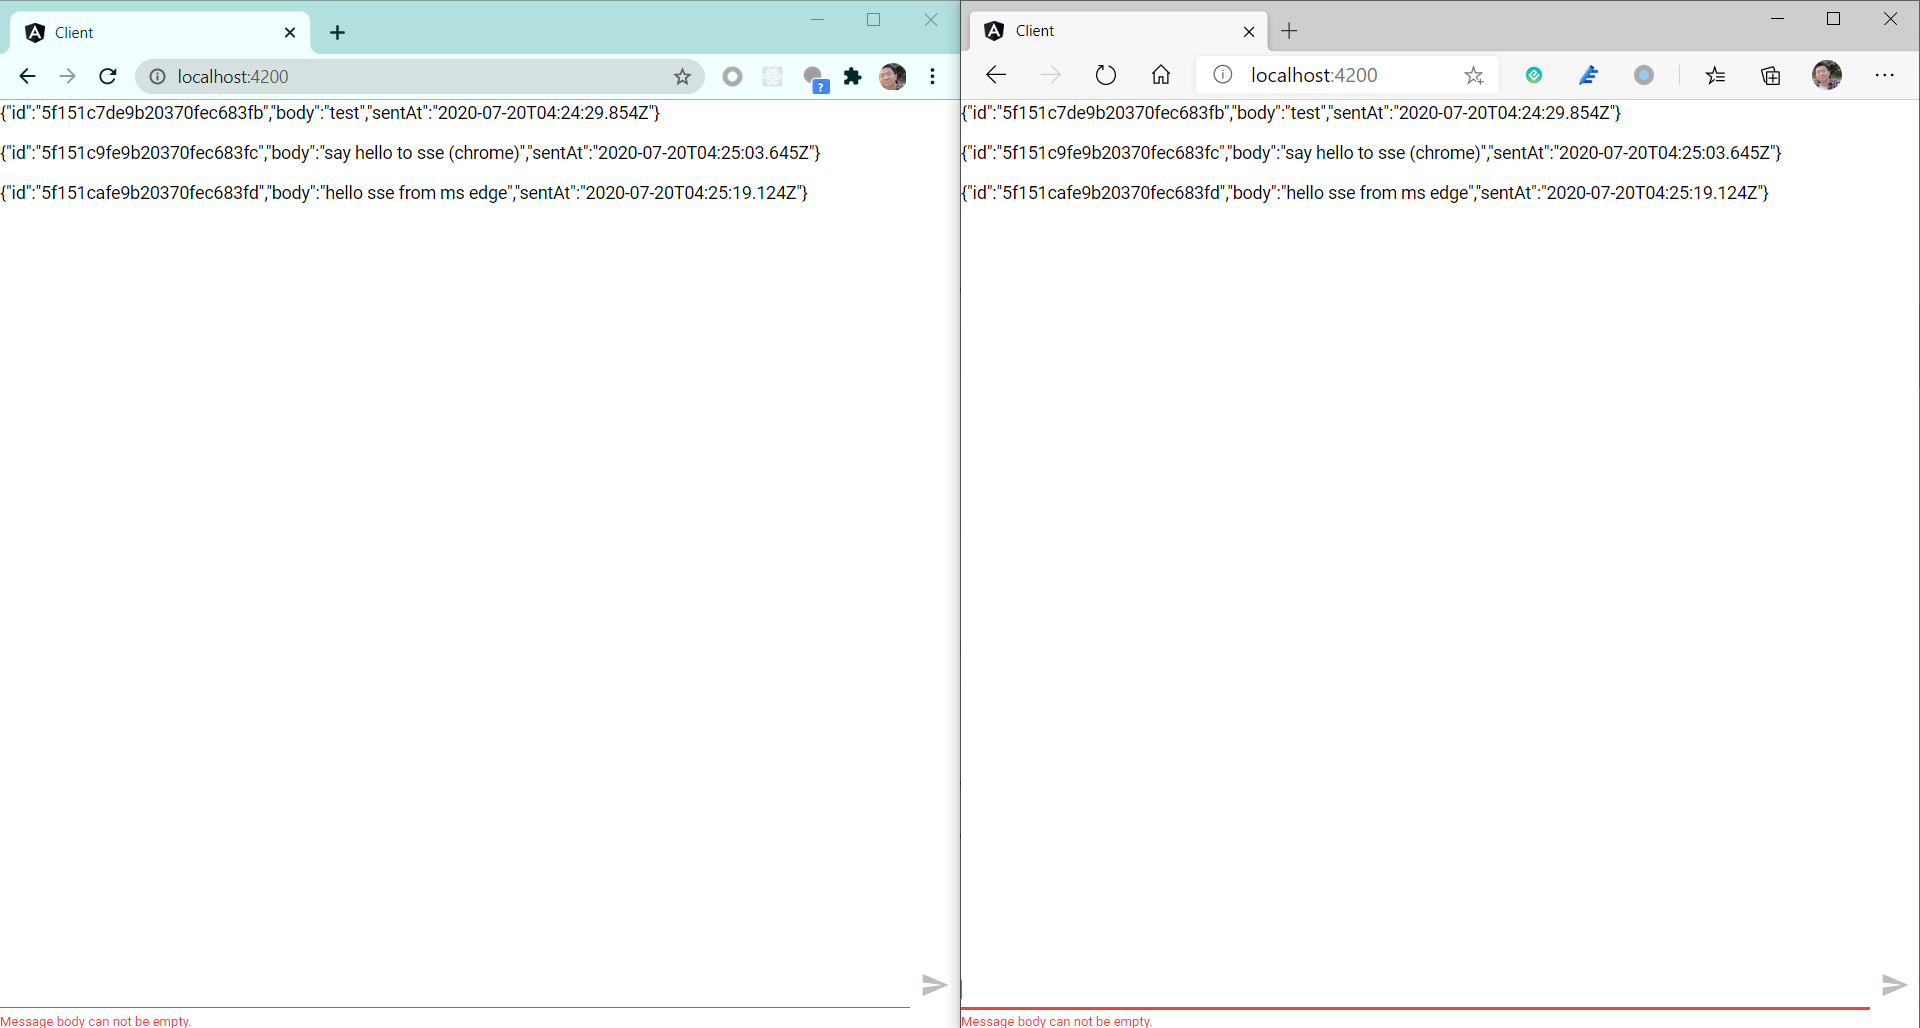 Client
localhost:4200
?
{"id":"5f151c7de9b20370fec683fb","body":"test","sentAt":"2020-07-20T04:24:29.854Z"}
{"id":"5f151c9fe9b20370fec683fc","body":"say hello to sse (chrome)","sentAt":"2020-07-20T04:25:03.645Z"}
{"id":"5f151cafe9b20370fec683fd","body":"hello sse from ms edge","sentAt":"2020-07-20T04:25:19.124Z"}
Message body can not be empty.
Client
localhost:4200
{"id":"5f151c7de9b20370fec683fb","body":"test","sentAt":"2020-07-20T04:24:29.854Z"}
{"id":"5f151c9fe9b20370fec683fc","body":"say hello to sse (chrome)","sentAt":"2020-07-20T04:25:03.645Z"}
{"id":"5f151cafe9b20370fec683fd","body":"hello sse from ms edge","sentAt":"2020-07-20T04:25:19.124Z"}
Message body can not be empty.